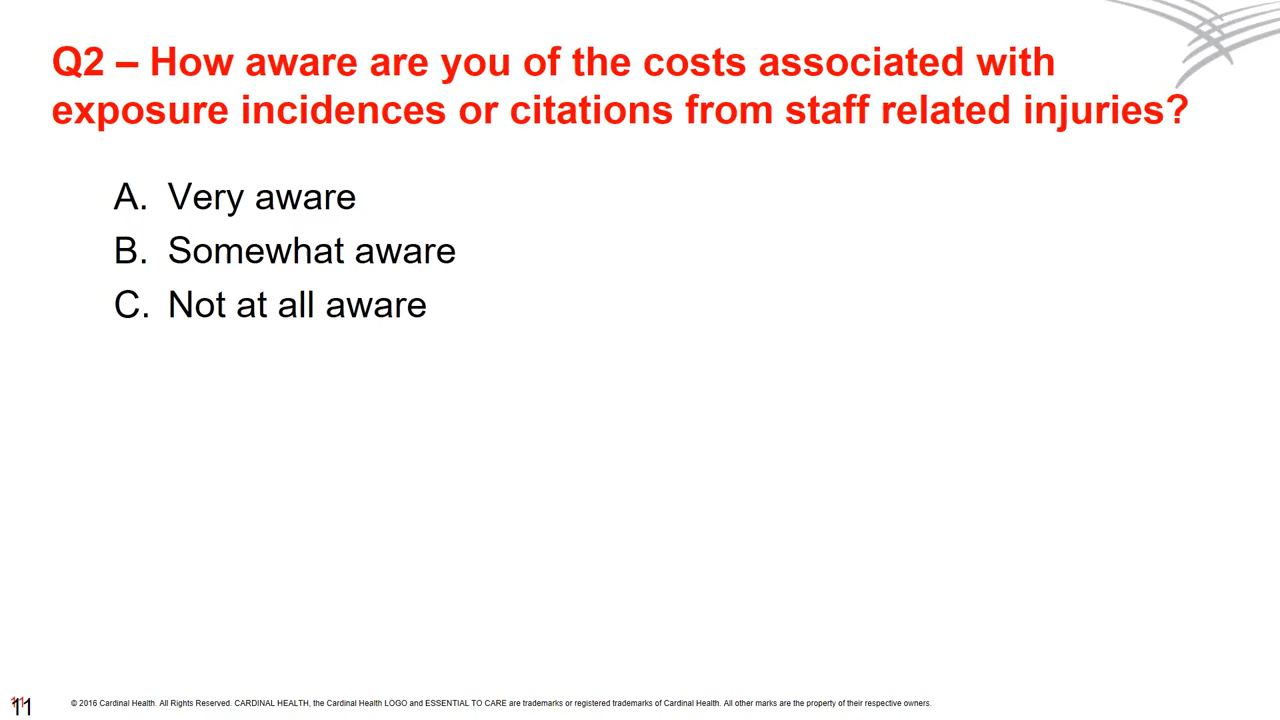 Q2 – How aware are you of the costs associated with
exposure incidences or citations from staff related injuries?
A. Very aware
B. Somewhat aware
C. Not at all aware
11
© 2016 Cardinal Health. All Rights Reserved. CARDINAL HEALTH, the Cardinal Health LOGO and ESSENTIAL TO CARE are trademarks or registered trademarks of Cardinal Health. All other marks are the property of their respective owners.